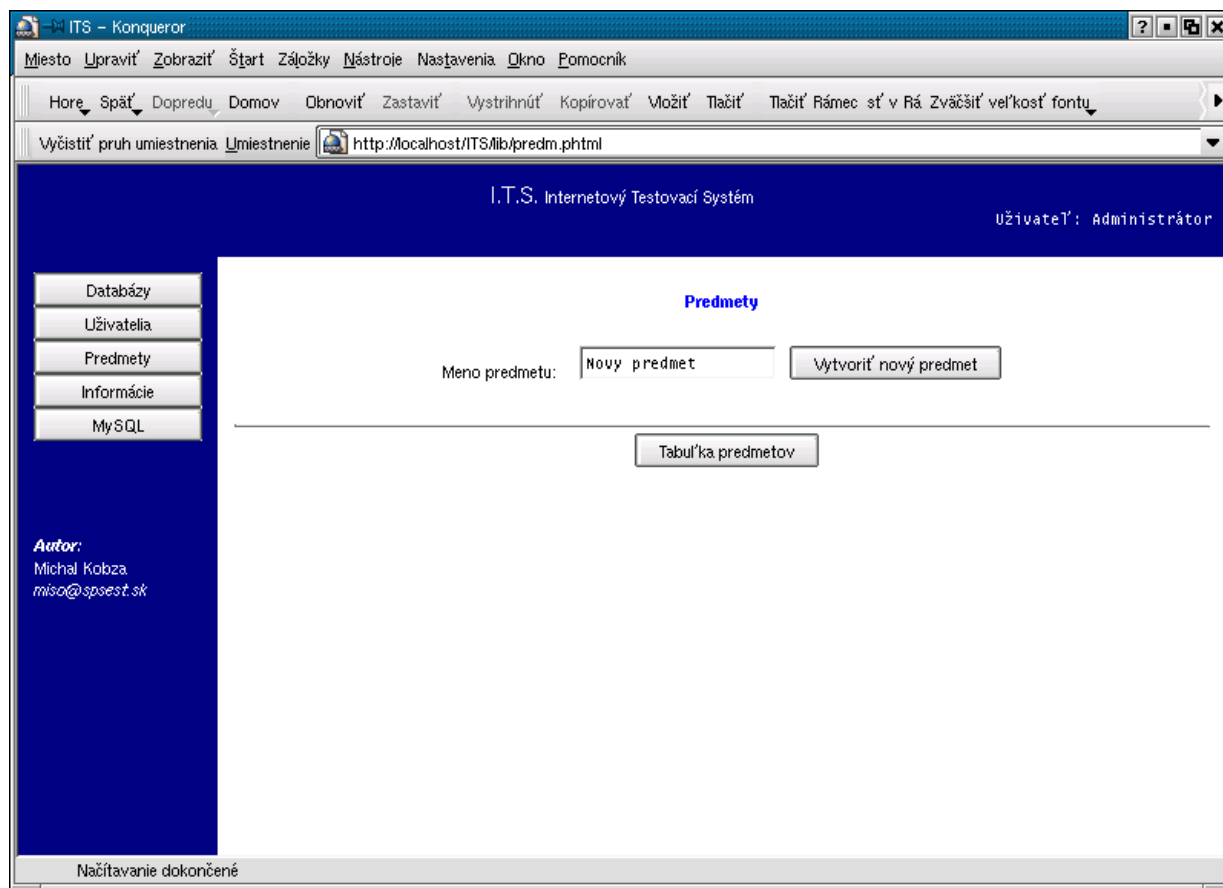 ITS – Konqueror
Miesto Upraviť Zobraziť Štart Záložky Nástroje Nastavenia Okno Pomocník
Hore Späť Dopredu Domov Obnoviť Zastaviť Vystrihnúť Kopírovať Vložiť Tlačiť Tlačiť Rámec sť v Rá Zväčšiť veľkosť fontu
Vyčistiť pruh umiestnenia Umiestnenie http://localhost/ITS/lib/predm.phtml
I.T.S. Internetový Testovací Systém
Uživateľ: Administrátor
Databázy
Uživatelia
Predmety
Informácie
MySQL
Predmety
Meno predmetu: Novy predmet Vytvoriť nový predmet
Tabuľka predmetov
Autor:
Michal Kobza
miso@spsest.sk
Načítavanie dokončené